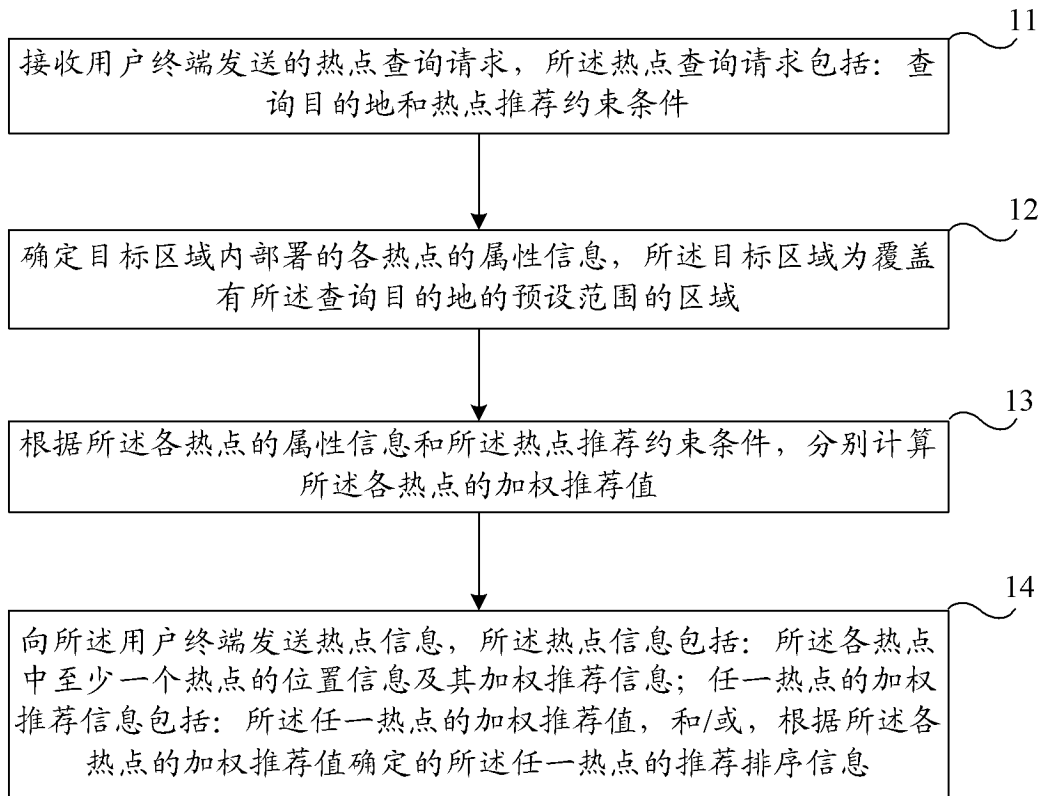 11
接收用户终端发送的热点查询请求，所述热点查询请求包括：查
询目的地和热点推荐约束条件
12
确定目标区域内部署的各热点的属性信息，所述目标区域为覆盖
有所述查询目的地的预设范围的区域
13
根据所述各热点的属性信息和所述热点推荐约束条件，分别计算
所述各热点的加权推荐值
14
向所述用户终端发送热点信息，所述热点信息包括：所述各热点
中至少一个热点的位置信息及其加权推荐信息；任一热点的加权
推荐信息包括：所述任一热点的加权推荐值，和/或，根据所述各
热点的加权推荐值确定的所述任一热点的推荐排序信息